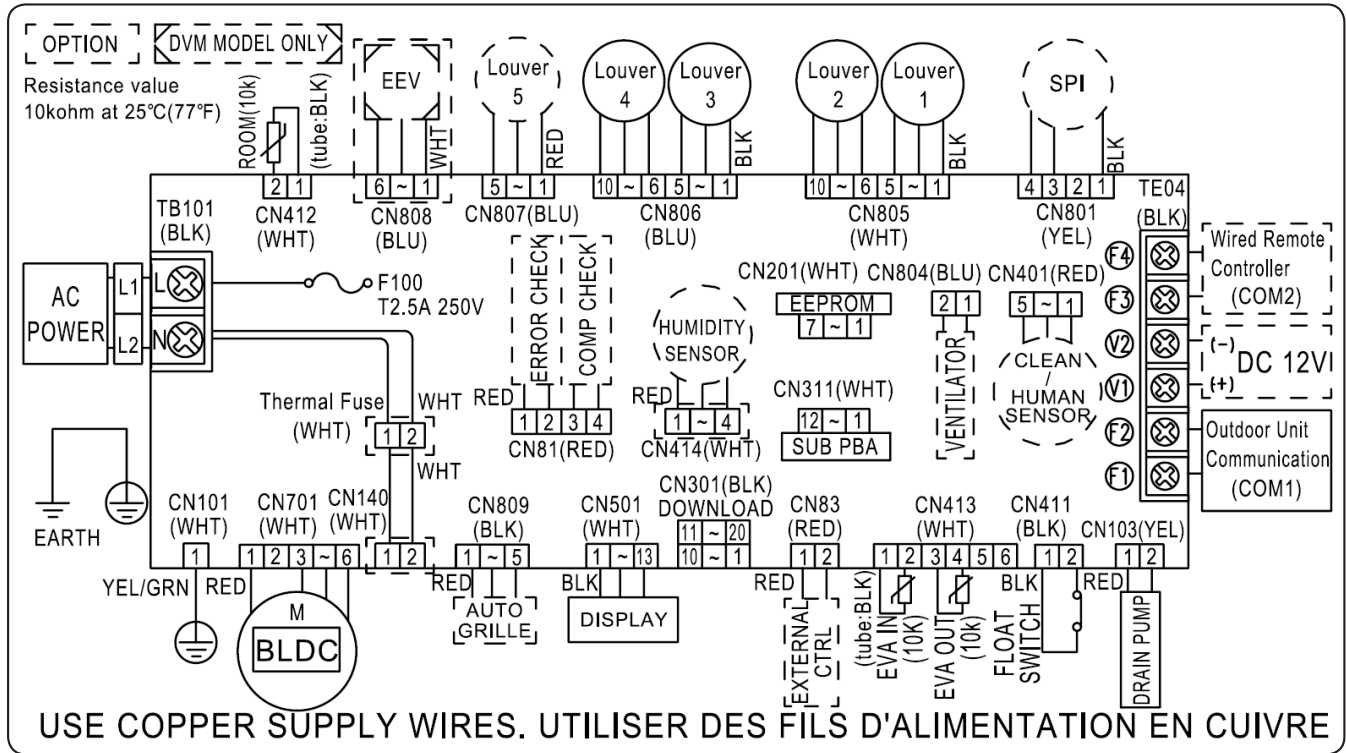 OPTION
DVM MODEL ONLY
Resistance value
10kohm at 25℃(77℉)
ROOM(10k)
(tube:BLK)
2 1
CN412
(WHT)
EEV
WHT
6 ~ 1
CN808
(BLU)
Louver
5
RED
5 ~ 1
CN807(BLU)
Louver
4
Louver
3
BLK
10 ~ 6 5 ~ 1
CN806
(BLU)
Louver
2
Louver
1
BLK
10 ~ 6 5 ~ 1
CN805
(WHT)
SPI
BLK
4 3 2 1
CN801
(YEL)
TE04
(BLK)
F4
F3
V2
V1
F2
F1
Wired Remote
Controller
(COM2)
(-)
DC 12V
(+)
Outdoor Unit
Communication
(COM1)
TB101
(BLK)
AC
POWER
L1
L2
L
N
F100
T2.5A 250V
Thermal Fuse
(WHT)
WHT
1 2
WHT
ERROR CHECK
COMP CHECK
RED
1 2 3 4
CN81(RED)
HUMIDITY
SENSOR
RED
1 ~ 4
CN414(WHT)
CN201(WHT)
EEPROM
7 ~ 1
CN311(WHT)
12 ~ 1
SUB PBA
CN804(BLU)
2 1
VENTILATOR
CN401(RED)
5 ~ 1
CLEAN
/
HUMAN
SENSOR
EARTH
CN101
(WHT)
1
YEL/GRN
CN701
(WHT)
1 2 3 ~ 6
RED
M
BLDC
CN140
(WHT)
1 2
CN809
(BLK)
1 ~ 5
RED
AUTO
GRILLE
CN501
(WHT)
1 ~ 13
BLK
DISPLAY
CN301(BLK)
DOWNLOAD
11 ~ 20
10 ~ 1
CN83
(RED)
1 2
RED
EXTERNAL
CTRL
CN413
(WHT)
1 2 3 4 5 6
(tube:BLK)
EVA IN
(10K)
EVA OUT
(10k)
CN411
(BLK)
1 2
BLK
FLOAT
SWITCH
CN103(YEL)
1 2
RED
DRAIN PUMP
USE COPPER SUPPLY WIRES. UTILISER DES FILS D'ALIMENTATION EN CUIVRE